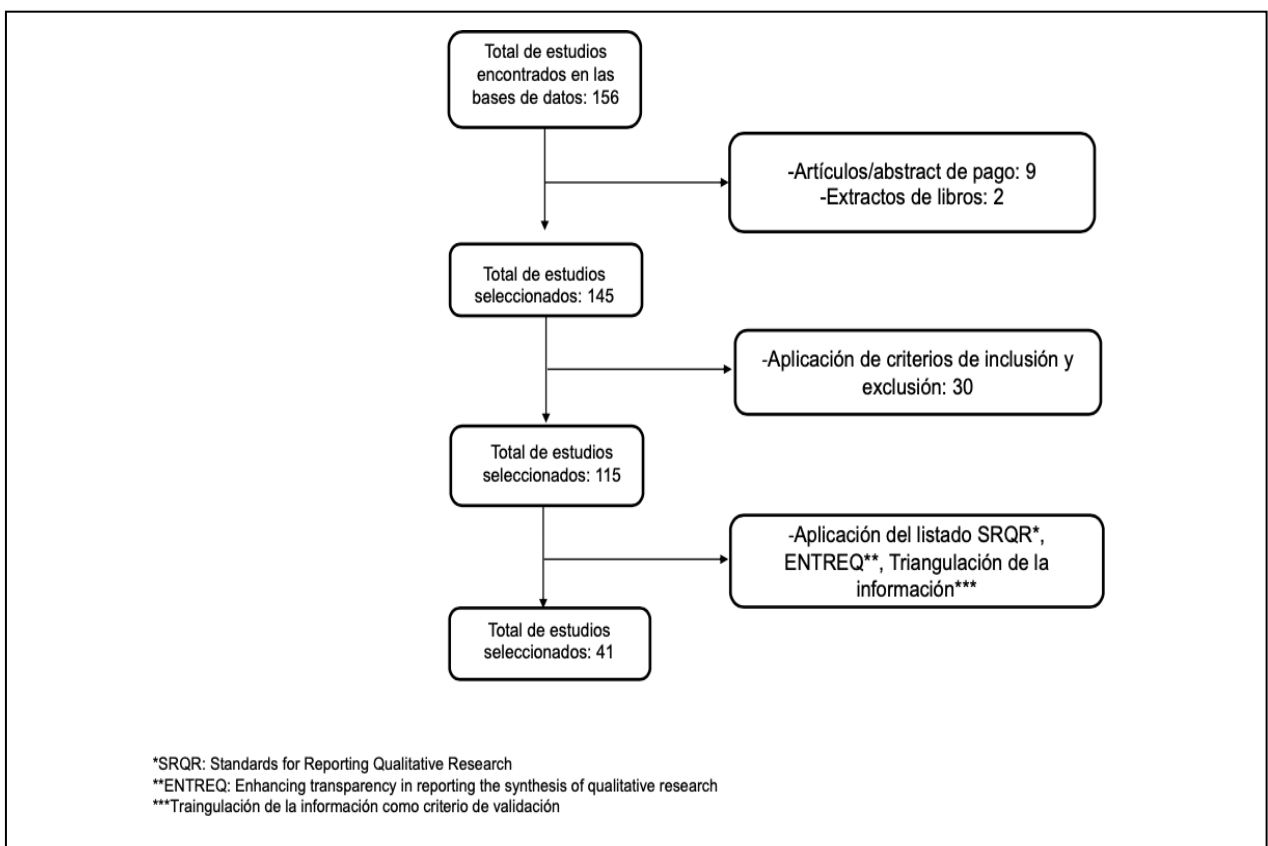 Total de estudios
encontrados en las
bases de datos: 156
-Artículos/abstract de pago: 9
-Extractos de libros: 2
Total de estudios
seleccionados: 145
-Aplicación de criterios de inclusión y
exclusión: 30
Total de estudios
seleccionados: 115
-Aplicación del listado SRQR*,
ENTREQ**, Triangulación de la
información***
Total de estudios
seleccionados: 41
*SRQR: Standards for Reporting Qualitative Research
**ENTREQ: Enhancing transparency in reporting the synthesis of qualitative research
***Traingulación de la información como criterio de validación